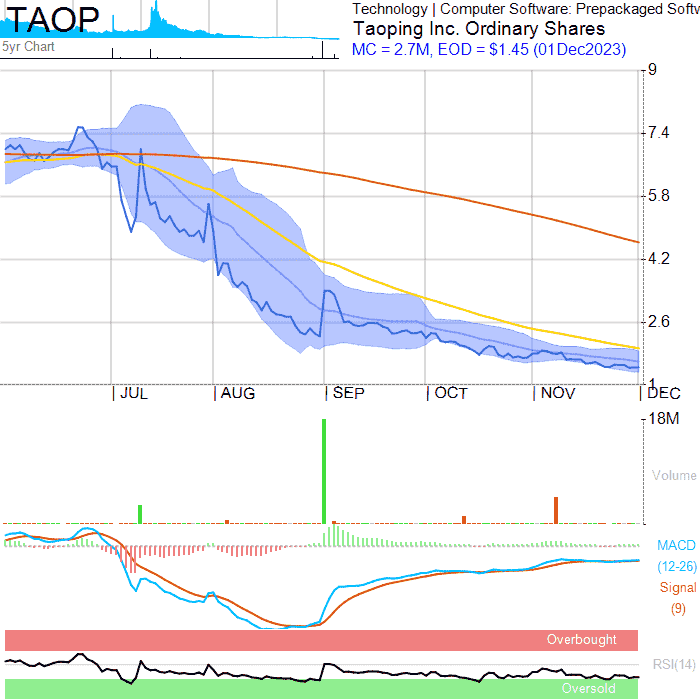 TAOP
5yr Chart
Technology | Computer Software: Prepackaged Softw
Taoping Inc. Ordinary Shares
MC = 2.7M, EOD = $1.45 (01Dec2023)
9
7.4
5.8
4.2
2.6
1
JUL AUG SEP OCT NOV DEC
18M
Volume
MACD
(12-26)
Signal
(9)
Overbought
RSI(14)
Oversold